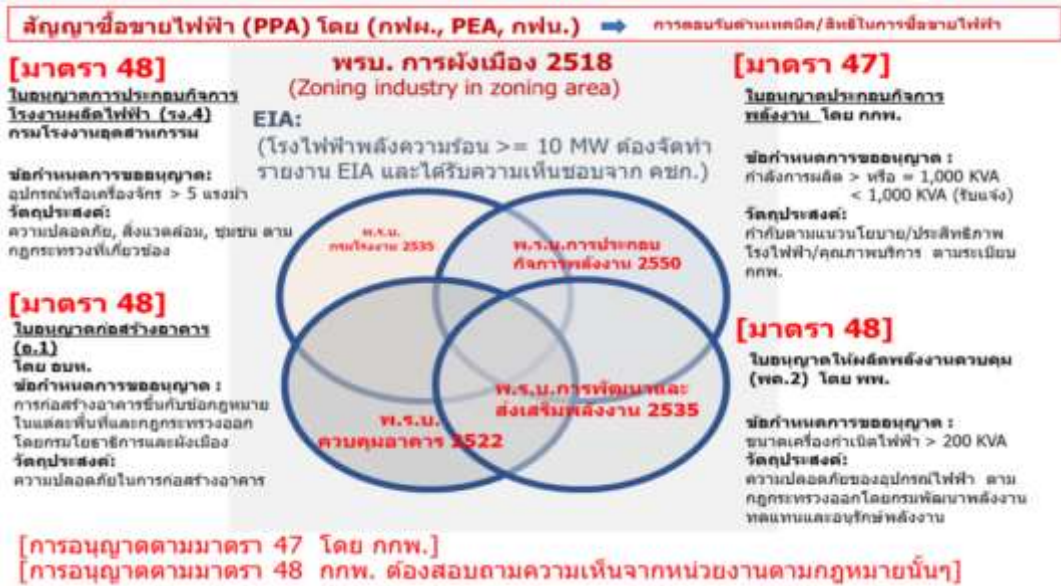 สัญญาซื้อขายไฟฟ้า (PPA) โดย (กฟผ., PEA, กฟน.)
การตอบรับด้านเทคนิค/สิทธิ์ในการซื้อขายไฟฟ้า
[มาตรา 48]
ใบอนุญาตการประกอบกิจการ
โรงงานผลิตไฟฟ้า (รง.4)
กรมโรงงานอุตสาหกรรม
ข้อกำหนดการขออนุญาต:
อุปกรณ์หรือเครื่องจักร > 5 แรงม้า
วัตถุประสงค์:
ความปลอดภัย, สิ่งแวดล้อม, ชุมชน ตาม
กฎกระทรวงที่เกี่ยวข้อง
[มาตรา 48]
ใบอนุญาตก่อสร้างอาคาร
(อ.1)
โดย อบท.
ข้อกำหนดการขออนุญาต :
การก่อสร้างอาคารขึ้นกับข้อกฎหมาย
ในแต่ละพื้นที่และกฎกระทรวงออก
โดยกรมโยธาธิการและผังเมือง
วัตถุประสงค์:
ความปลอดภัยในการก่อสร้างอาคาร
พรบ. การผังเมือง 2518
(Zoning industry in zoning area)
EIA:
(โรงไฟฟ้าพลังความร้อน >= 10 MW ต้องจัดทำ
รายงาน EIA และได้รับความเห็นชอบจาก คชก.)
พ.ร.บ.
กรมโรงงาน 2535
พ.ร.บ.การประกอบ
กิจการพลังงาน 2550
พ.ร.บ.
ควบคุมอาคาร 2522
พ.ร.บ.การพัฒนาและ
ส่งเสริมพลังงาน 2535
[มาตรา 47]
ใบอนุญาตประกอบกิจการ
พลังงาน โดย กกพ.
ข้อกำหนดการขออนุญาต :
กำลังการผลิต > หรือ = 1,000 KVA
< 1,000 KVA (รับแจ้ง)
วัตถุประสงค์:
กำกับตามแนวนโยบาย/ประสิทธิภาพ
โรงไฟฟ้า/คุณภาพบริการ ตามระเบียบ
กกพ.
[มาตรา 48]
ใบอนุญาตให้ผลิตพลังงานควบคุม
(พค.2) โดย พพ.
ข้อกำหนดการขออนุญาต :
ขนาดเครื่องกำเนิดไฟฟ้า > 200 KVA
วัตถุประสงค์:
ความปลอดภัยของอุปกรณ์ไฟฟ้า ตาม
กฎกระทรวงออกโดยกรมพัฒนาพลังงาน
ทดแทนและอนุรักษ์พลังงาน
[การอนุญาตตามมาตรา 47 โดย กกพ.]
[การอนุญาตตามมาตรา 48 กกพ. ต้องสอบถามความเห็นจากหน่วยงานตามกฎหมายนั้นๆ]